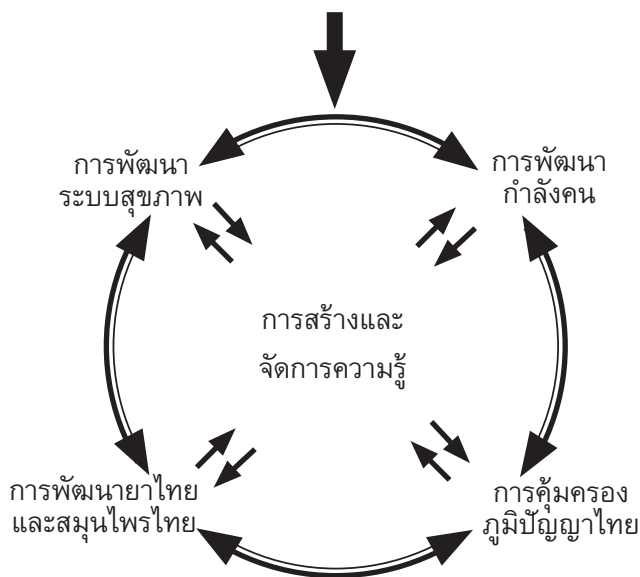 การพัฒนา
ระบบสุขภาพ
การพัฒนา
กำลังคน
การสร้างและ
จัดการความรู้
การพัฒนายาไทย
และสมุนไพรไทย
การคุ้มครอง
ภูมิปัญญาไทย